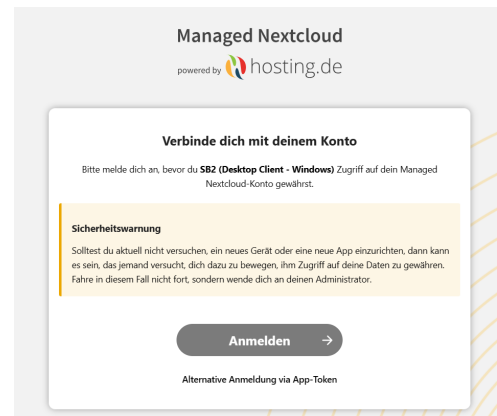 Managed Nextcloud
powered by hosting.de
Verbinde dich mit deinem Konto
Bitte melde dich an, bevor du SB2 (Desktop Client - Windows) Zugriff auf dein Managed
Nextcloud-Konto gewährst.
Sicherheitswarnung
Solltest du aktuell nicht versuchen, ein neues Gerät oder eine neue App einzurichten, dann kann
es sein, das jemand versucht, dich dazu zu bewegen, ihm Zugriff auf deine Daten zu gewähren.
Fahre in diesem Fall nicht fort, sondern wende dich an deinen Administrator.
Anmelden →
Alternative Anmeldung via App-Token